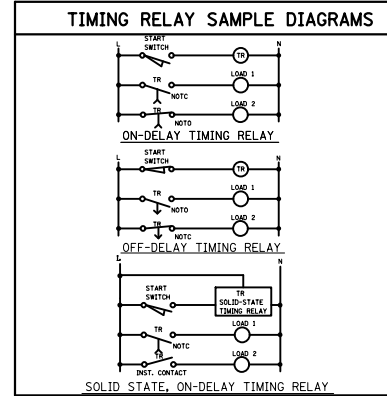 TIMING RELAY SAMPLE DIAGRAMS
L
START
SWITCH
N
TR
TR
NOTC
LOAD 1
TR
NOTO
LOAD 2
ON-DELAY TIMING RELAY
L
START
SWITCH
N
TR
TR
NOTO
LOAD 1
TR
NOTC
LOAD 2
OFF-DELAY TIMING RELAY
L
N
START
SWITCH
TR
SOLID-STATE
TIMING RELAY
TR
NOTC
LOAD 1
TR
INST. CONTACT
LOAD 2
SOLID STATE, ON-DELAY TIMING RELAY